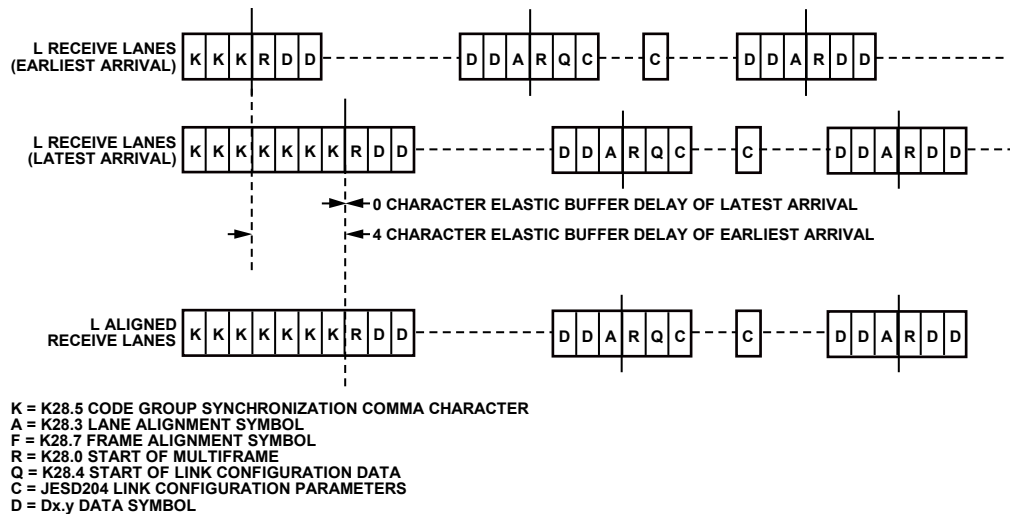 L RECEIVE LANES
(EARLIEST ARRIVAL)
K K K R D D
D D A R Q C
C
D D A R D D
L RECEIVE LANES
(LATEST ARRIVAL)
K K K K K K K R D D
D D A R Q C
C
D D A R D D
0 CHARACTER ELASTIC BUFFER DELAY OF LATEST ARRIVAL
4 CHARACTER ELASTIC BUFFER DELAY OF EARLIEST ARRIVAL
L ALIGNED
RECEIVE LANES
K K K K K K K R D D
D D A R Q C
C
D D A R D D
K = K28.5 CODE GROUP SYNCHRONIZATION COMMA CHARACTER
A = K28.3 LANE ALIGNMENT SYMBOL
F = K28.7 FRAME ALIGNMENT SYMBOL
R = K28.0 START OF MULTIFRAME
Q = K28.4 START OF LINK CONFIGURATION DATA
C = JESD204 LINK CONFIGURATION PARAMETERS
D = Dx.y DATA SYMBOL